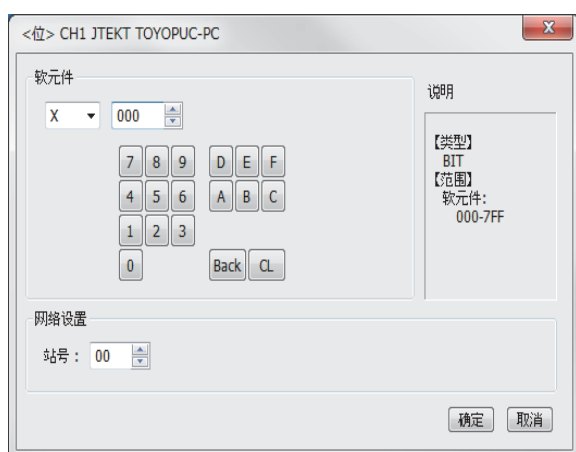 <位> CH1 JTEKT TOYOPUC-PC
软元件
X 000
7 8 9 D E F
4 5 6 A B C
1 2 3
0 Back CL
说明
【类型】
BIT
【范围】
软元件:
000-7FF
网络设置
站号： 00
确定 取消